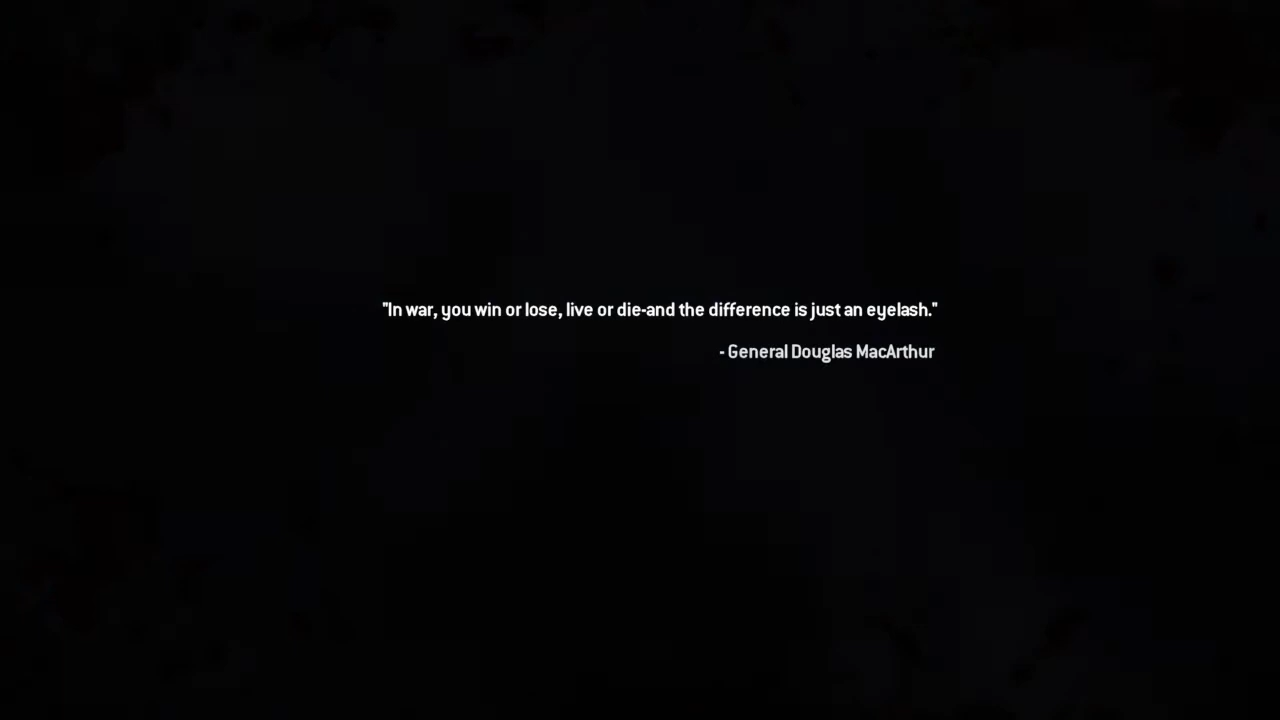 "In war, you win or lose, live or die-and the difference is just an eyelash."
- General Douglas MacArthur